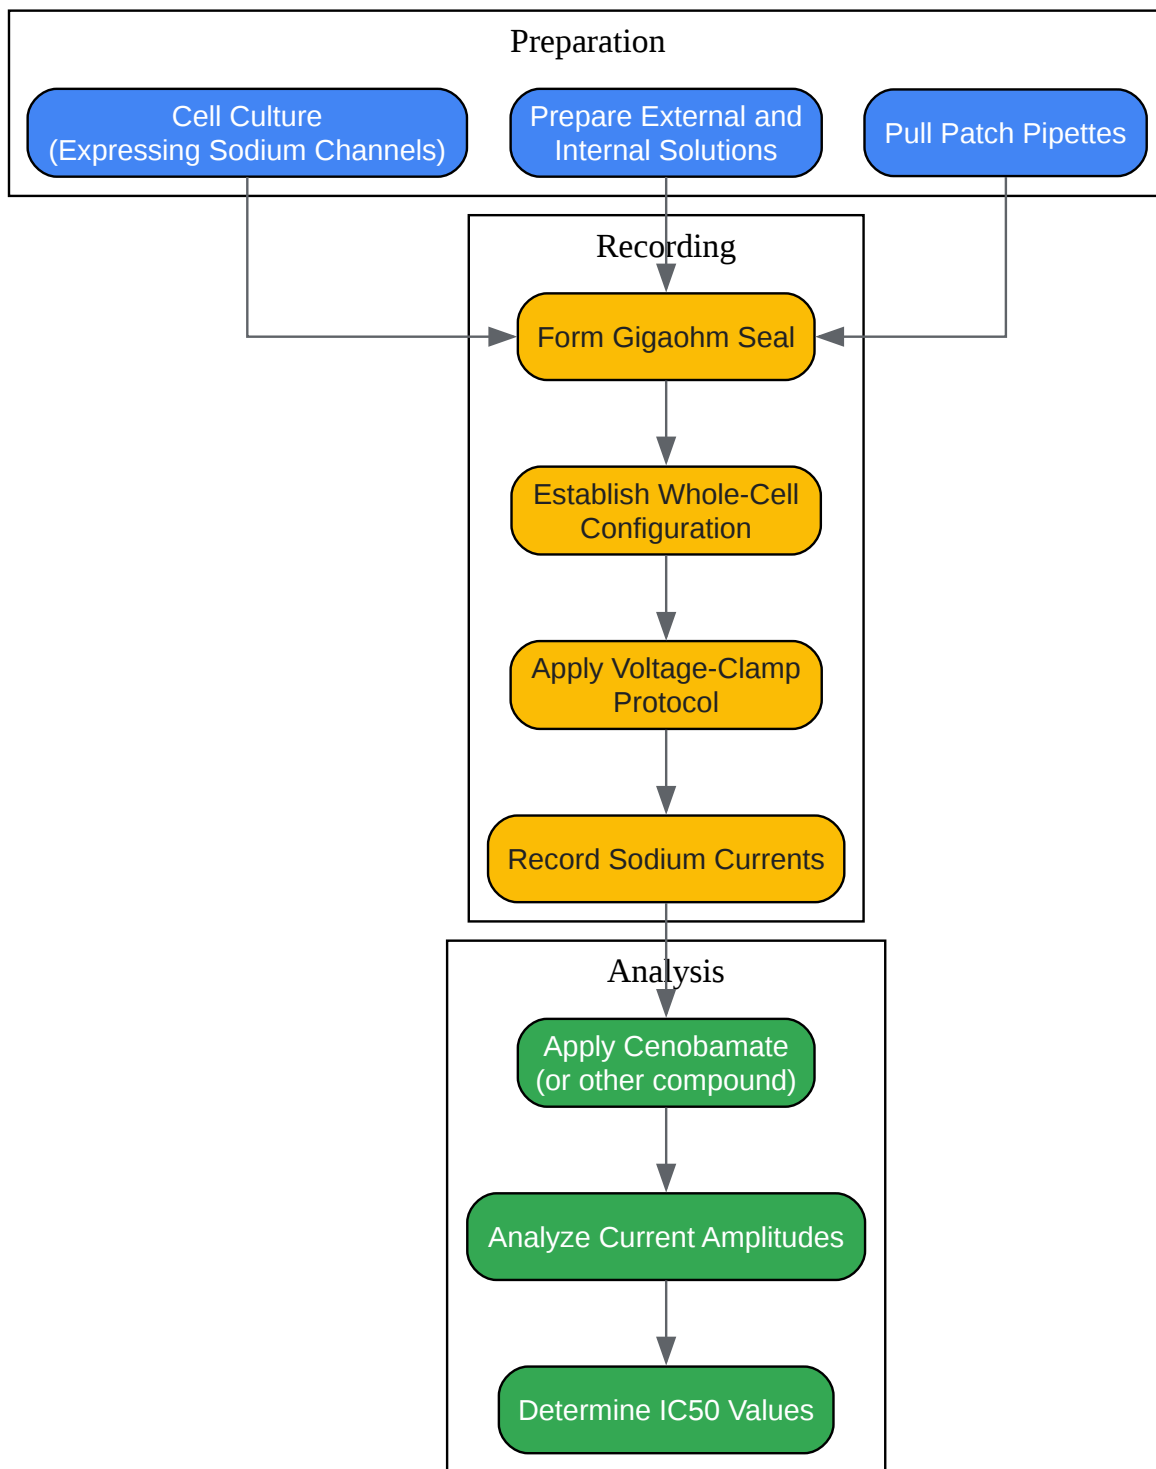 Preparation
Cell Culture
(Expressing Sodium Channels)
Prepare External and
Internal Solutions
Pull Patch Pipettes
Recording
Form Gigaohm Seal
Establish Whole-Cell
Configuration
Apply Voltage-Clamp
Protocol
Record Sodium Currents
Analysis
Apply Cenobamate
(or other compound)
Analyze Current Amplitudes
Determine IC50 Values